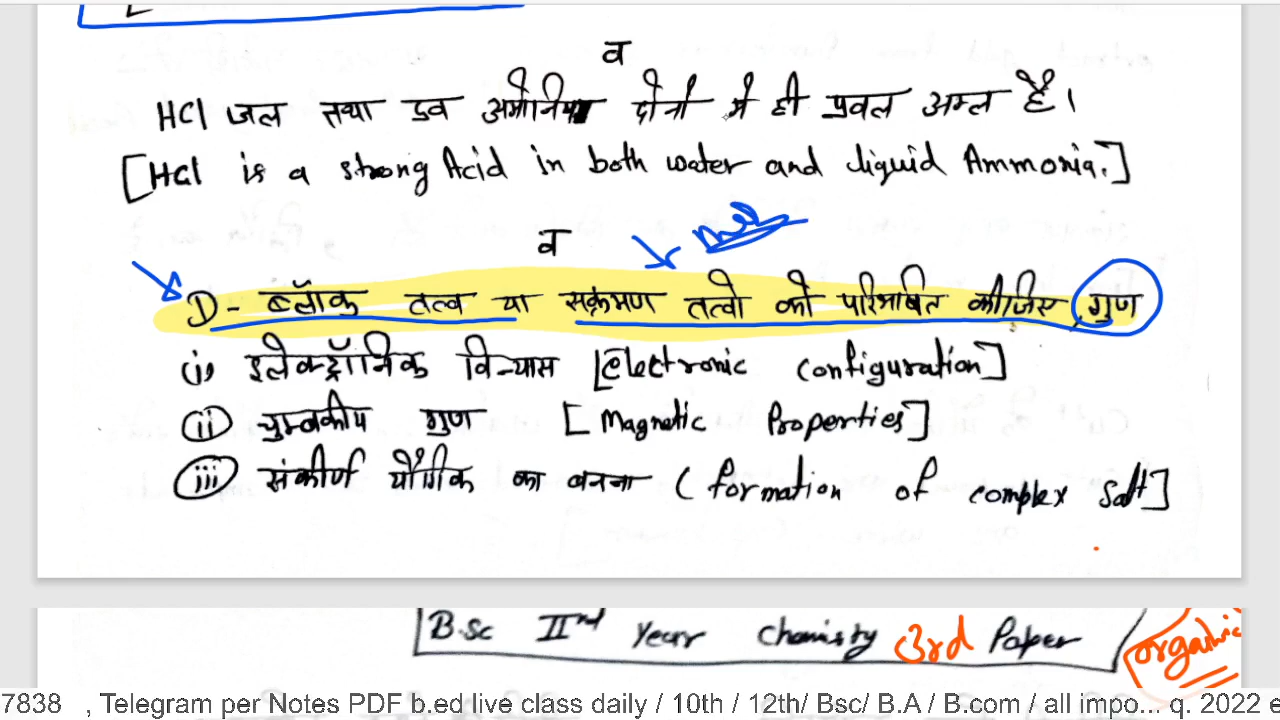 व
HCl जल तथा द्रव अमोनिया दोनों में ही प्रबल अम्ल है।
[HCl is a strong Acid in both water and liquid Ammonia.]
व
D- ब्लॉक तत्व या संक्रमण तत्वों को परिभाषित कीजिए गुण
(i) इलेक्ट्रॉनिक विन्यास [electronic configuration]
(ii) चुम्बकीय गुण [Magnetic Properties]
(iii) संकीर्ण यौगिक का बनना (formation of complex salt]
B.Sc IInd Year Chemistry 3rd Paper
organic
7838 , Telegram per Notes PDF b.ed live class daily / 10th / 12th/ Bsc/ B.A / B.com / all impo... q. 2022 e